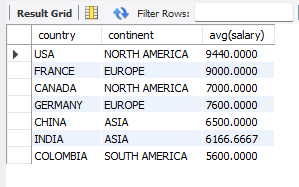 Result Grid Filter Rows:
country continent avg(salary)
USA NORTH AMERICA 9440.0000
FRANCE EUROPE 9000.0000
CANADA NORTH AMERICA 7000.0000
GERMANY EUROPE 7600.0000
CHINA ASIA 6500.0000
INDIA ASIA 6166.6667
COLOMBIA SOUTH AMERICA 5600.0000